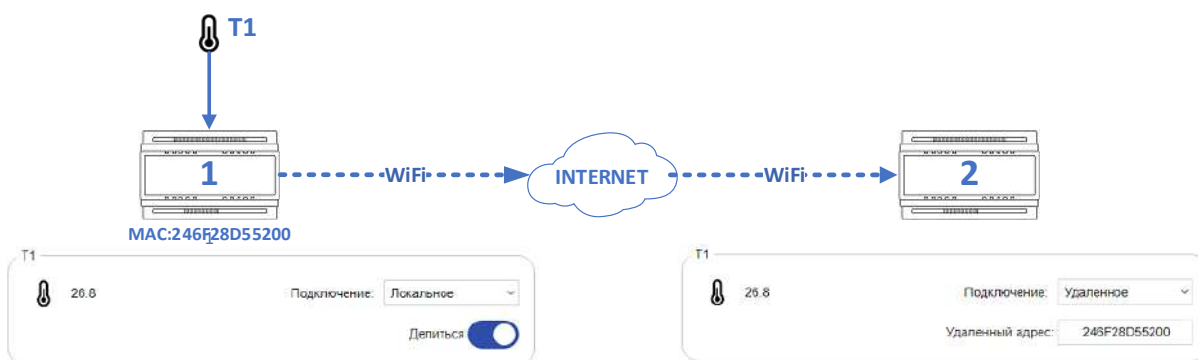 T1
1
WiFi
INTERNET
WiFi
2
MAC:246F28D55200
T1
26.8
Подключение:
Локальное
Делиться
T1
26.8
Подключение:
Удаленное
Удаленный адрес:
246F28D55200